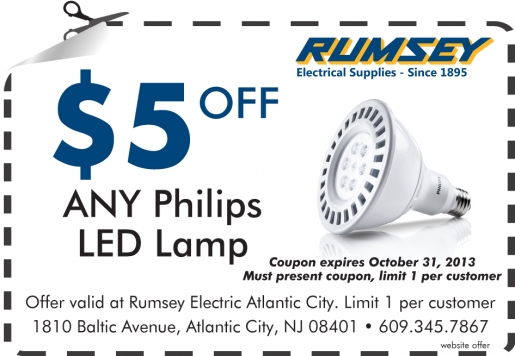 RUMSEY
Electrical Supplies - Since 1895
$5 OFF
ANY Philips
LED Lamp
PHILIPS
Coupon expires October 31, 2013
Must present coupon, limit 1 per customer
Offer valid at Rumsey Electric Atlantic City. Limit 1 per customer
1810 Baltic Avenue, Atlantic City, NJ 08401 • 609.345.7867
website offer